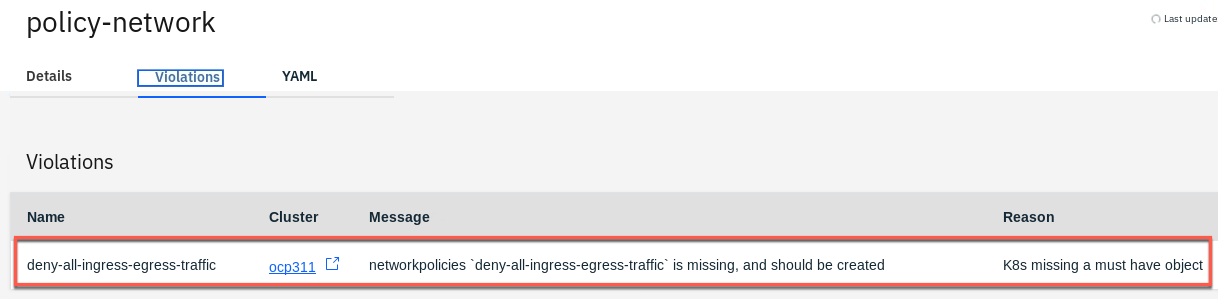 policy-network
Last update
Details Violations YAML
Violations
Name Cluster Message Reason
deny-all-ingress-egress-traffic ocp311 networkpolicies `deny-all-ingress-egress-traffic` is missing, and should be created K8s missing a must have object